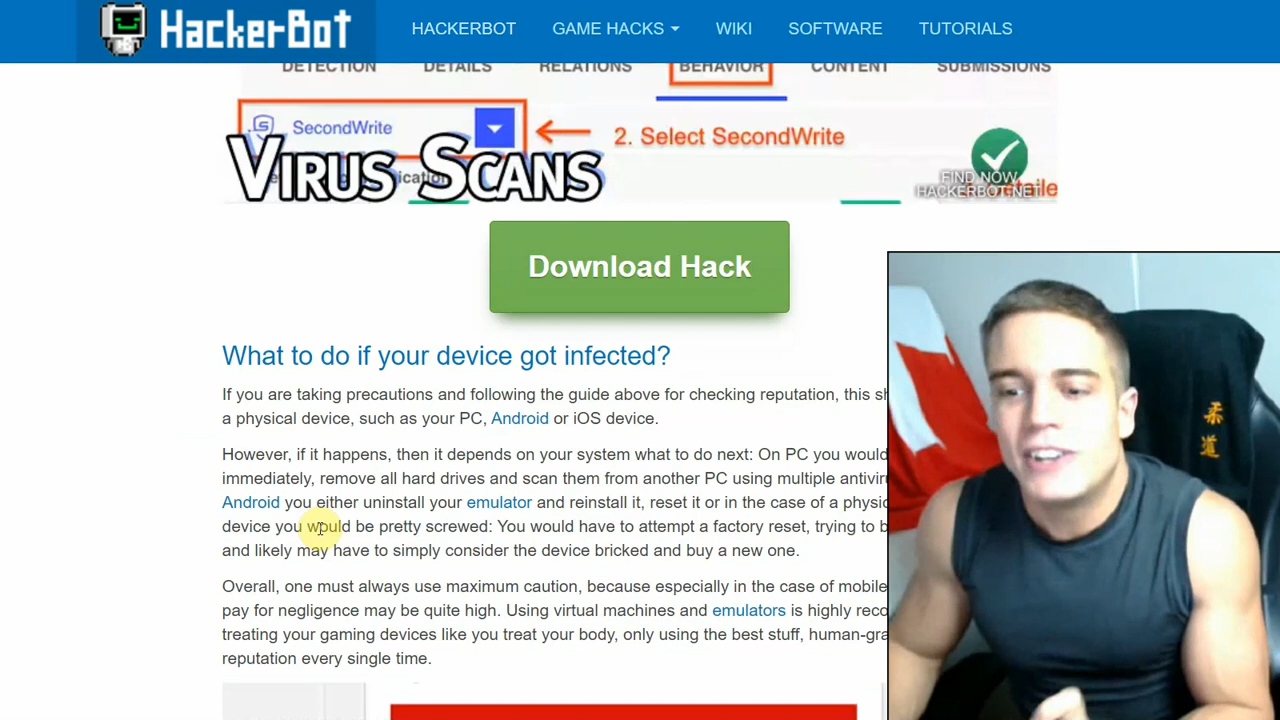 HackerBot
HACKERBOT
GAME HACKS
WIKI
SOFTWARE
TUTORIALS
DETECTION
DETAILS
RELATIONS
BEHAVIOR
CONTENT
SUBMISSIONS
SecondWrite
2. Select SecondWrite
VIRUS SCANS
FIND NOW
HACKERBOT.NET
Download Hack
What to do if your device got infected?
If you are taking precautions and following the guide above for checking reputation, this
a physical device, such as your PC, Android or iOS device.
However, if it happens, then it depends on your system what to do next: On PC you would
immediately, remove all hard drives and scan them from another PC using multiple
Android you either uninstall your emulator and reinstall it, reset it or in the case of a
device you would be pretty screwed: You would have to attempt a factory reset, trying to
and likely may have to simply consider the device bricked and buy a new one.
Overall, one must always use maximum caution, because especially in the case of mobile
pay for negligence may be quite high. Using virtual machines and emulators is highly
treating your gaming devices like you treat your body, only using the best stuff,
reputation every single time.
柔道